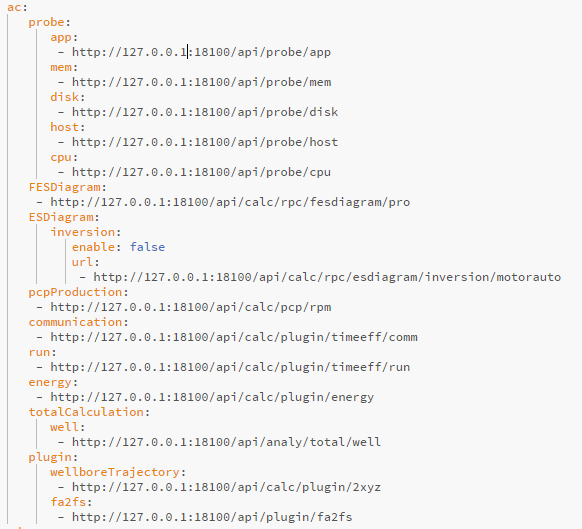 ac:
probe:
app:
- http://127.0.0.1:18100/api/probe/app
mem:
- http://127.0.0.1:18100/api/probe/mem
disk:
- http://127.0.0.1:18100/api/probe/disk
host:
- http://127.0.0.1:18100/api/probe/host
cpu:
- http://127.0.0.1:18100/api/probe/cpu
FESDiagram:
- http://127.0.0.1:18100/api/calc/rpc/fesdiagram/pro
ESDiagram:
inversion:
enable: false
url:
- http://127.0.0.1:18100/api/calc/rpc/esdiagram/inversion/motorauto
pcpProduction:
- http://127.0.0.1:18100/api/calc/pcp/rpm
communication:
- http://127.0.0.1:18100/api/calc/plugin/timeeff/comm
run:
- http://127.0.0.1:18100/api/calc/plugin/timeeff/run
energy:
- http://127.0.0.1:18100/api/calc/plugin/energy
totalCalculation:
well:
- http://127.0.0.1:18100/api/analy/total/well
plugin:
wellboreTrajectory:
- http://127.0.0.1:18100/api/calc/plugin/2xyz
fa2fs:
- http://127.0.0.1:18100/api/plugin/fa2fs